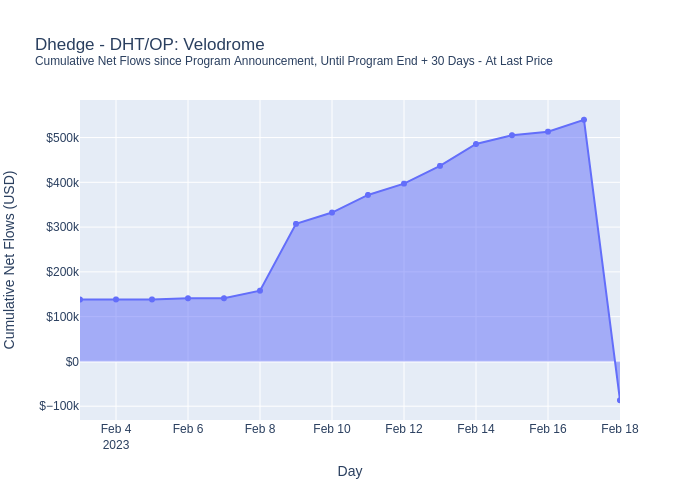 Dhedge - DHT/OP: Velodrome
Cumulative Net Flows since Program Announcement, Until Program End + 30 Days - At Last Price
Cumulative Net Flows (USD)
$500k
$400k
$300k
$200k
$100k
$0
$−100k
Feb 4
2023
Feb 6
Feb 8
Feb 10
Feb 12
Feb 14
Feb 16
Feb 18
Day